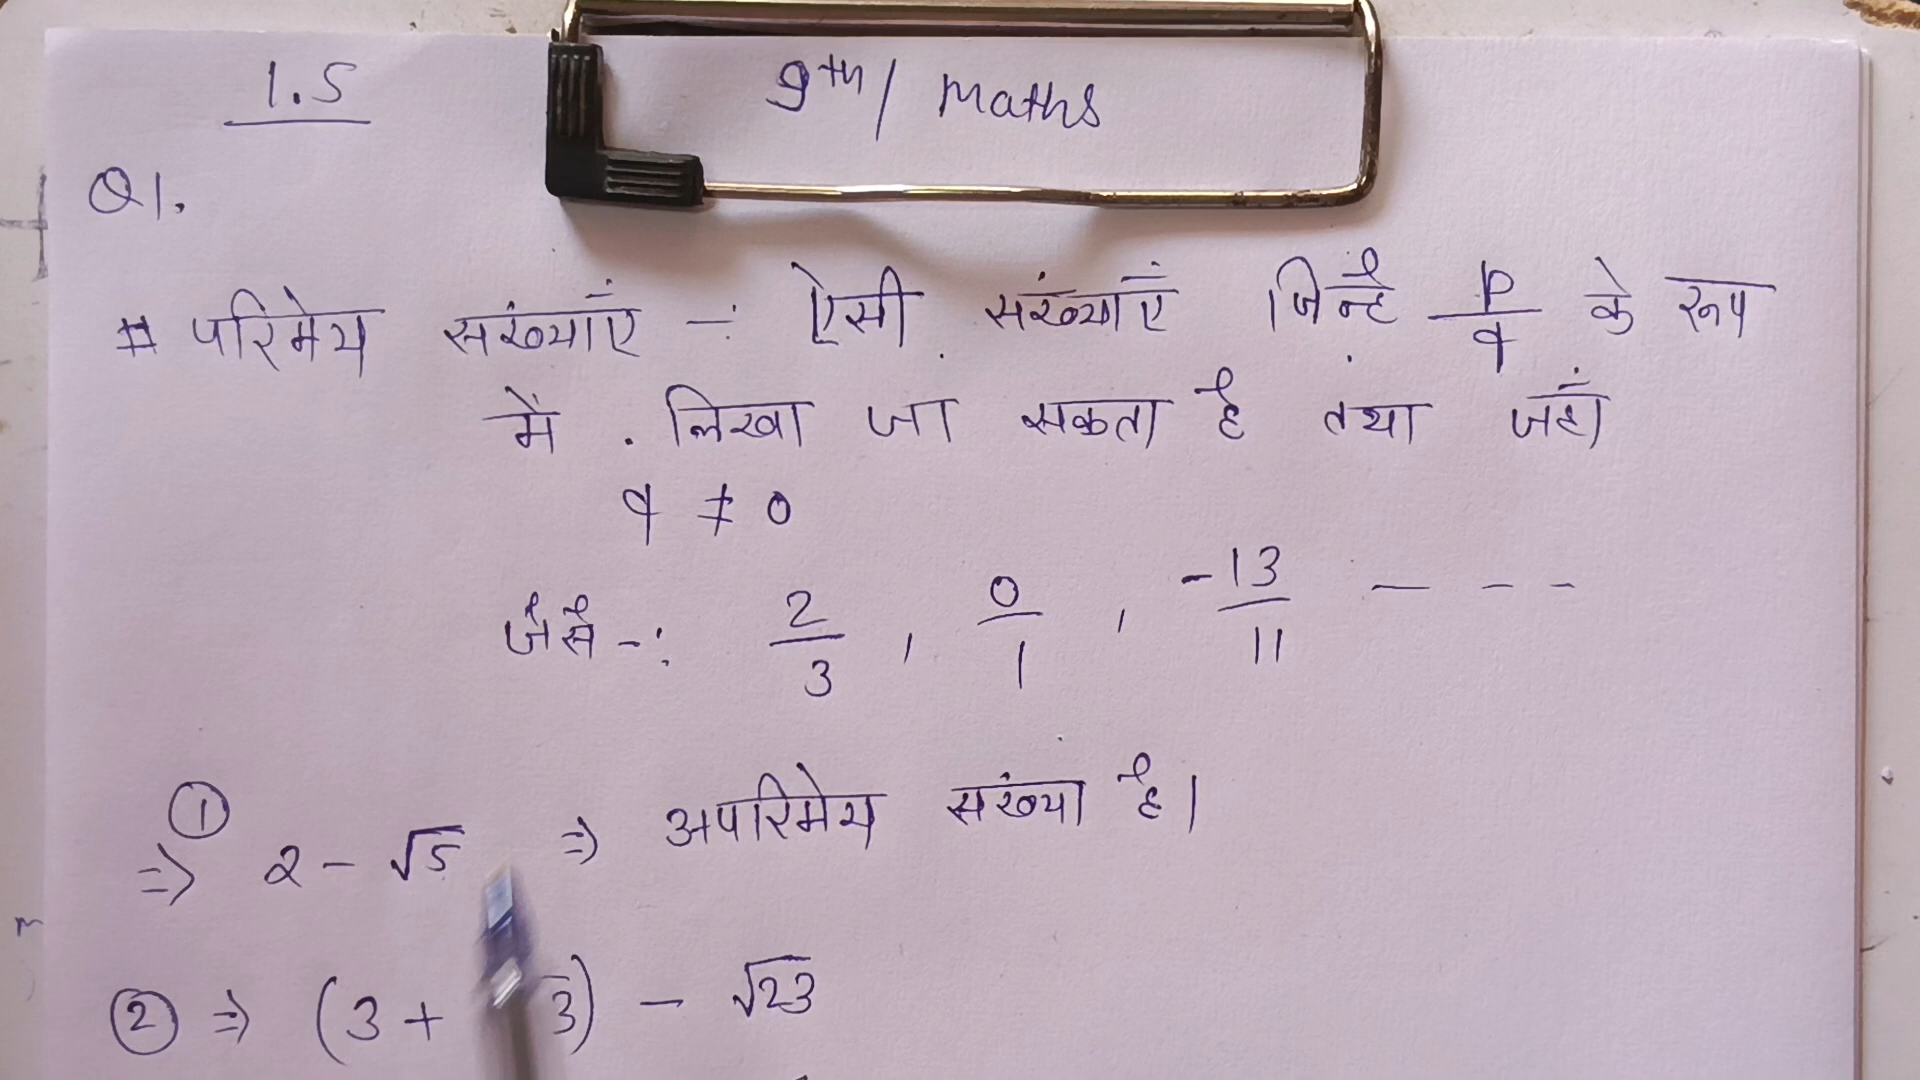 1.5
9th / Maths
Q1.
# परिमेय संख्याएँ -: ऐसी संख्याएँ जिन्हे p/q के रूप
में . लिखा जा सकता है तथा जहाँ
q ≠ 0
जैसे -: 2/3 , 0/1 , -13/11 - - -
① ⇒ 2 - √5 ⇒ अपरिमेय संख्या है।
② ⇒ (3 + 3) - √23